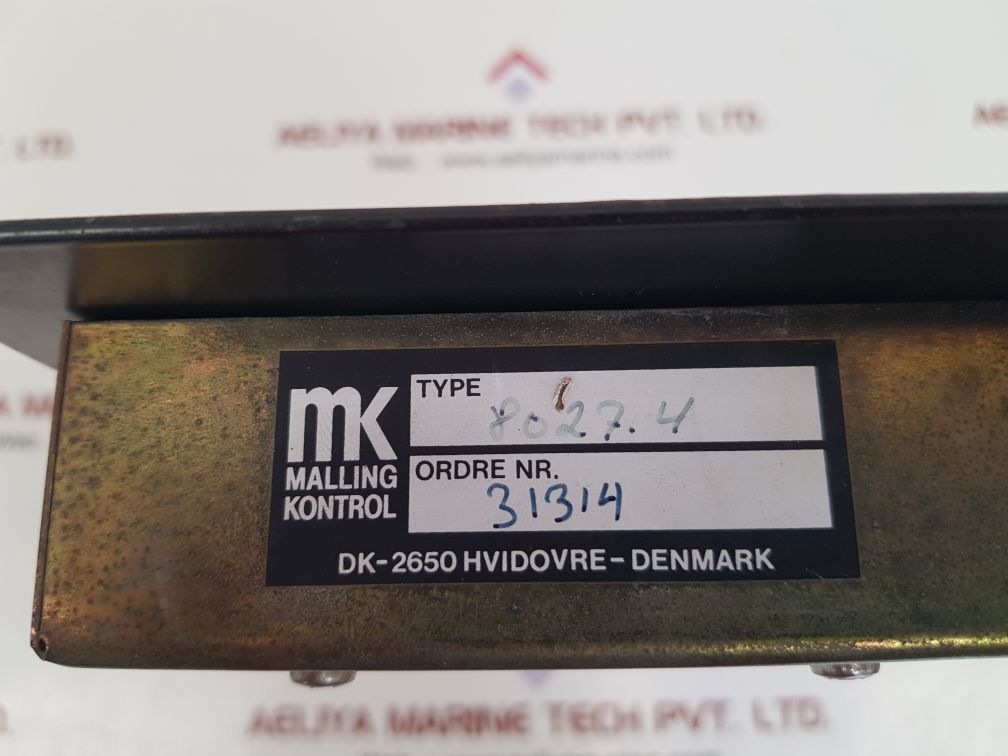 AELIYA MARINE TECH PVT. LTD.
. LTD.
mk
MALLING
KONTROL
TYPE
8027.4
ORDRE NR.
31314
DK-2650 HVIDOVRE-DENMARK
AELIYA MARINE TECH PVT. LTD.